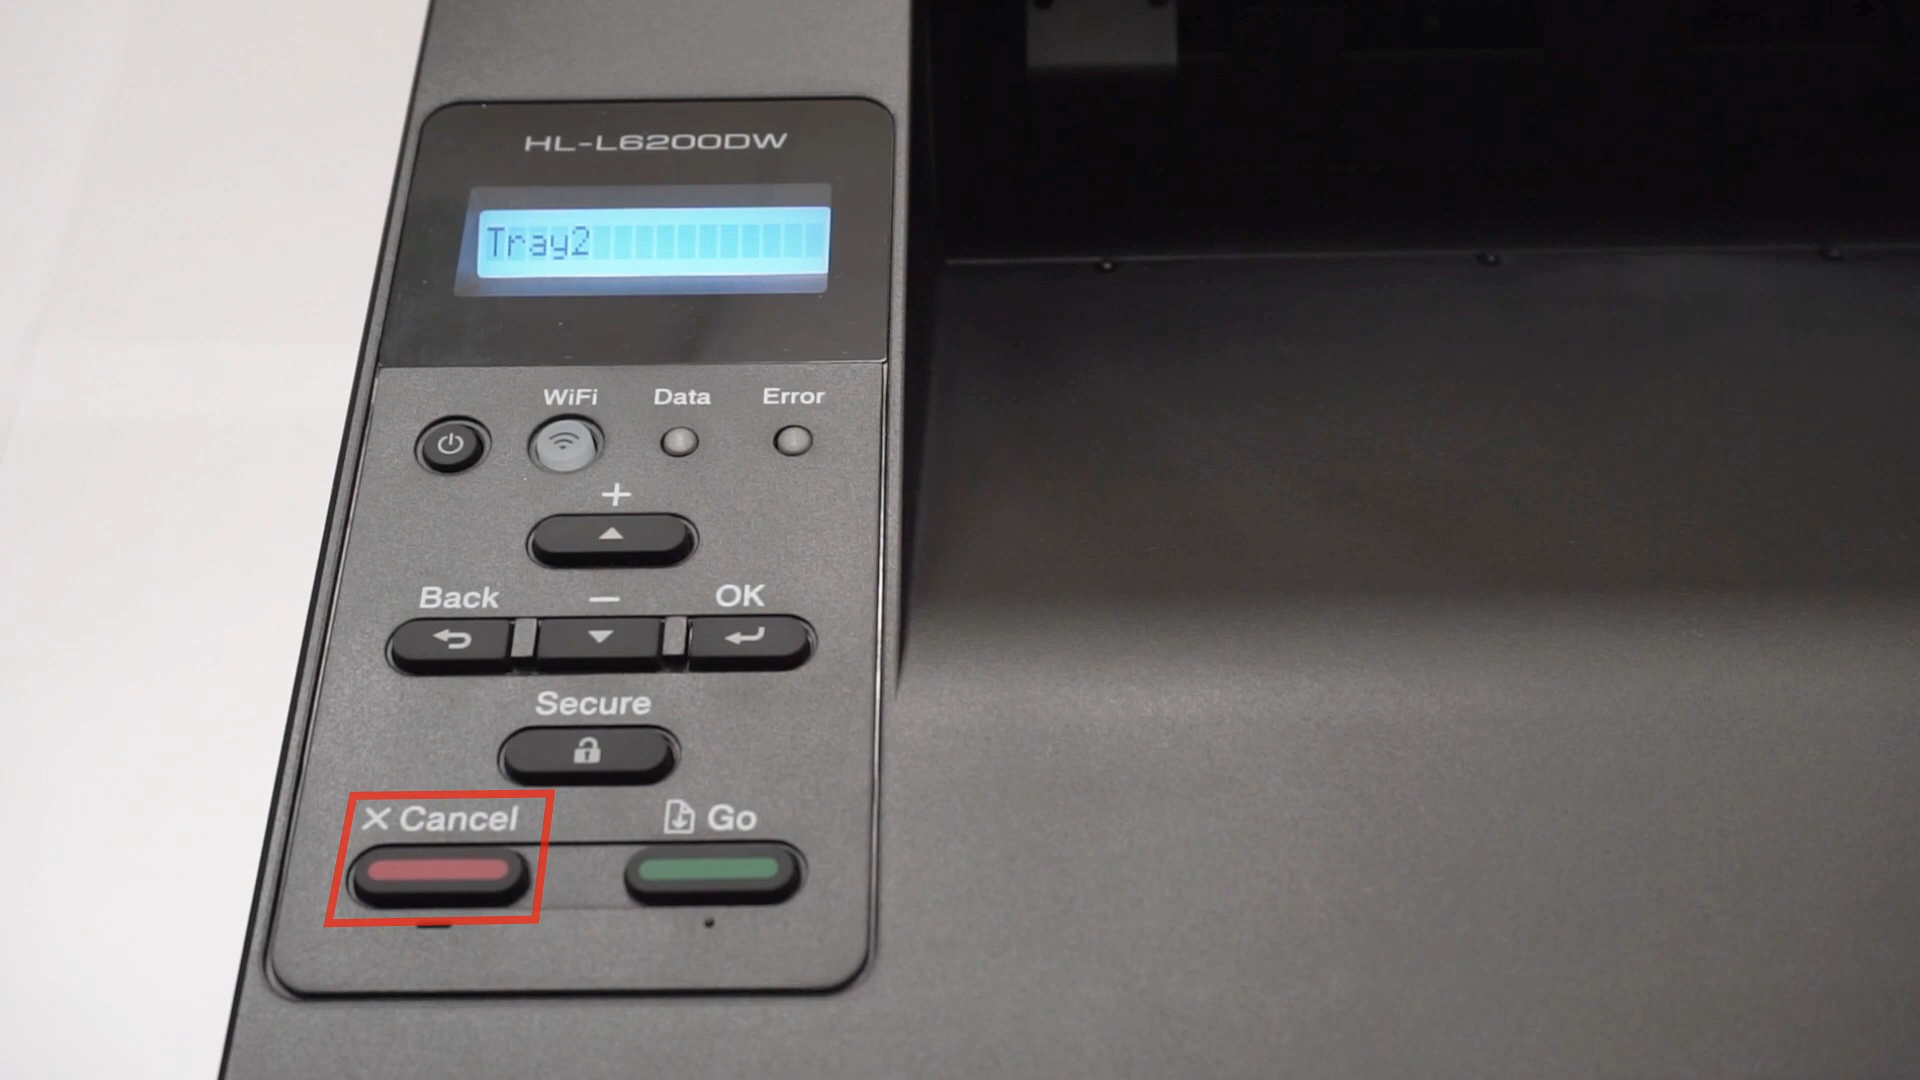 HL-L6200DW
Tray2
WiFi Data Error
+
Back − OK
Secure
X Cancel Go